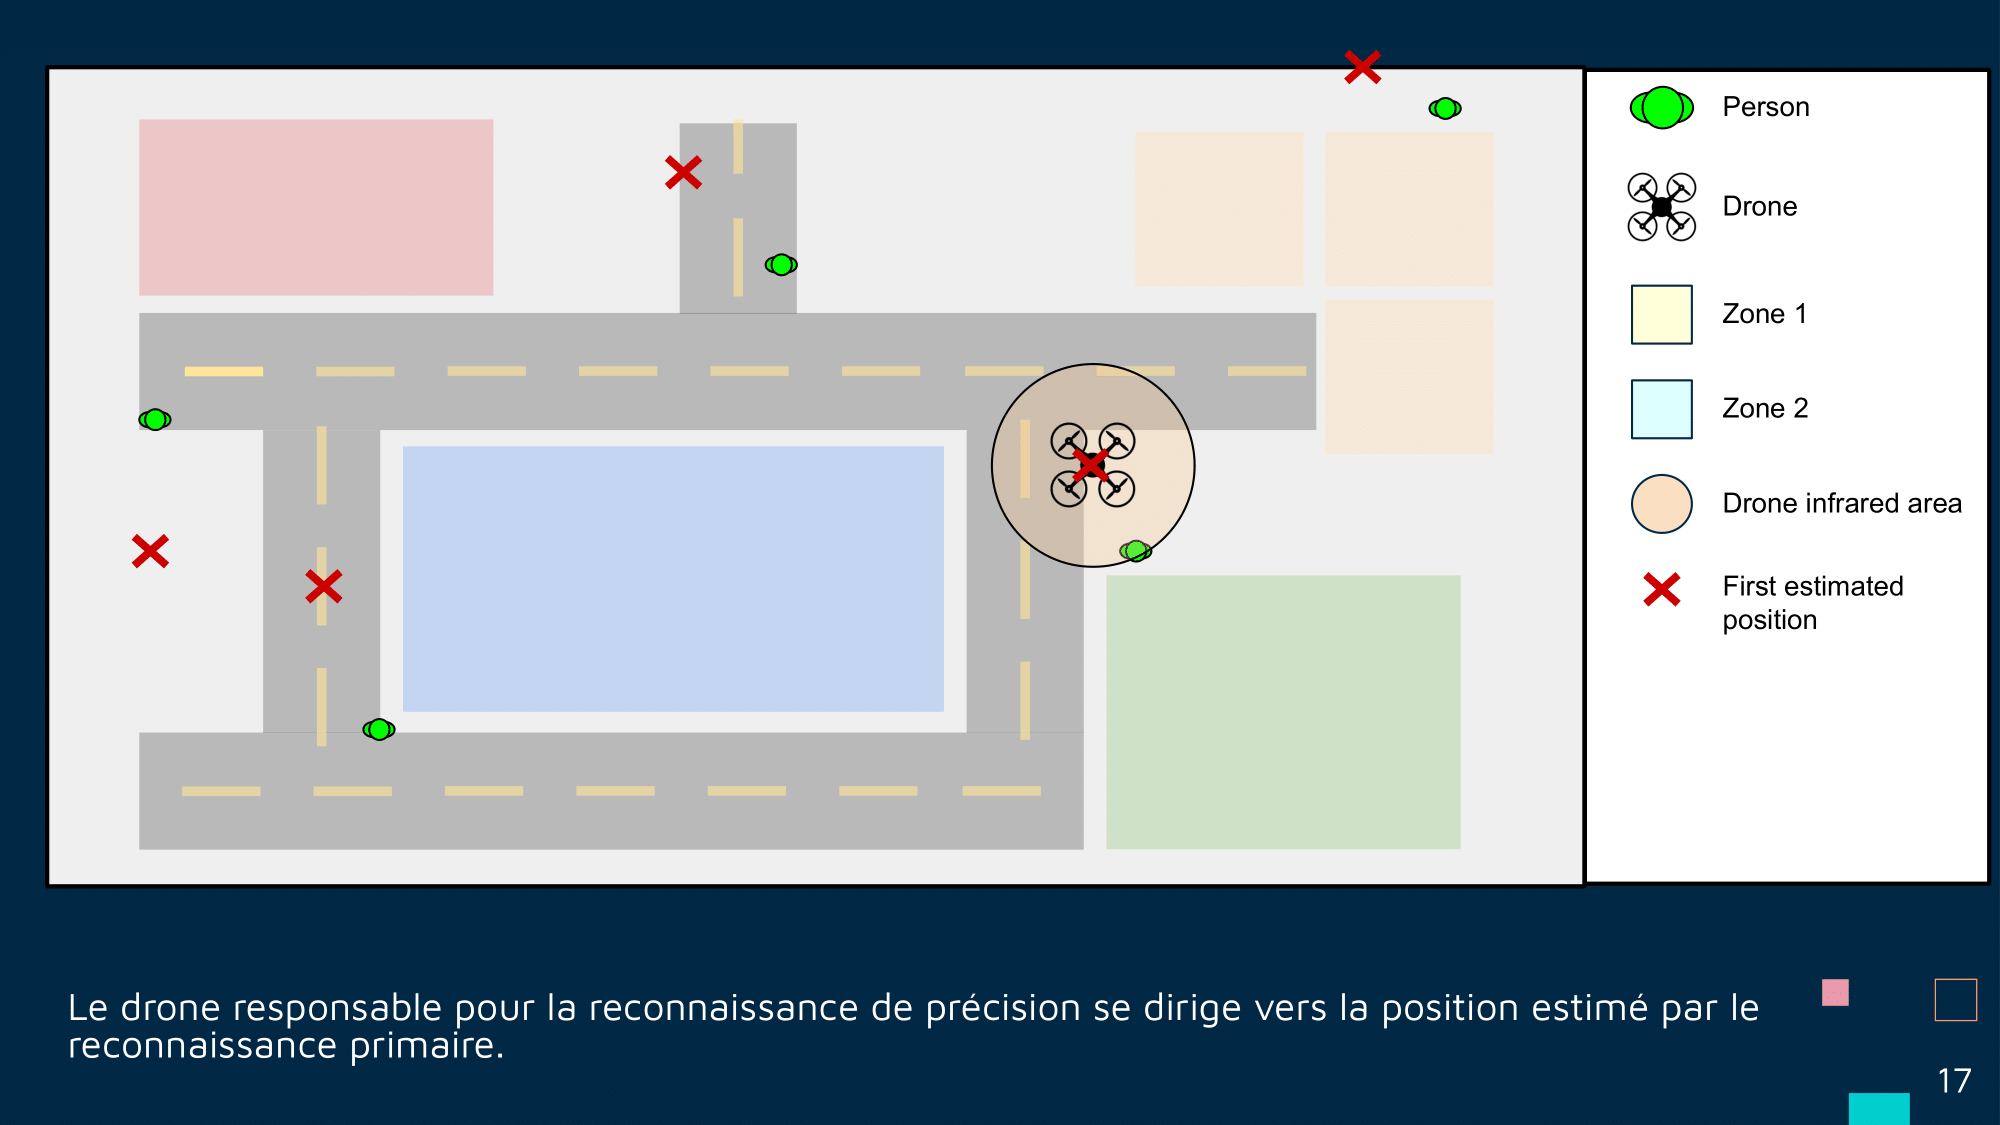 Person
Drone
Zone 1
Zone 2
Drone infrared area
First estimated
position
Le drone responsable pour la reconnaissance de précision se dirige vers la position estimé par le
reconnaissance primaire.
17